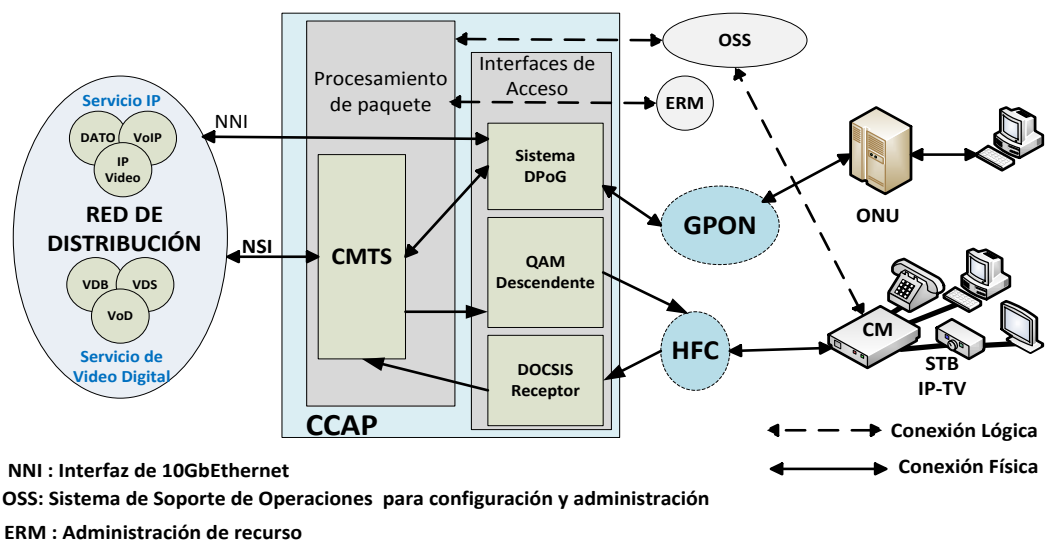 Servicio IP
DATO
VoIP
IP
Video
RED DE
DISTRIBUCIÓN
VDB
VDS
VoD
Servicio de
Video Digital
NNI
NSI
Procesamiento
de paquete
CMTS
Interfaces de
Acceso
Sistema
DPoG
QAM
Descendente
DOCSIS
Receptor
CCAP
OSS
ERM
GPON
HFC
ONU
CM
STB
IP-TV
Conexión Lógica
Conexión Física
NNI : Interfaz de 10GbEthernet
OSS: Sistema de Soporte de Operaciones para configuración y administración
ERM : Administración de recurso